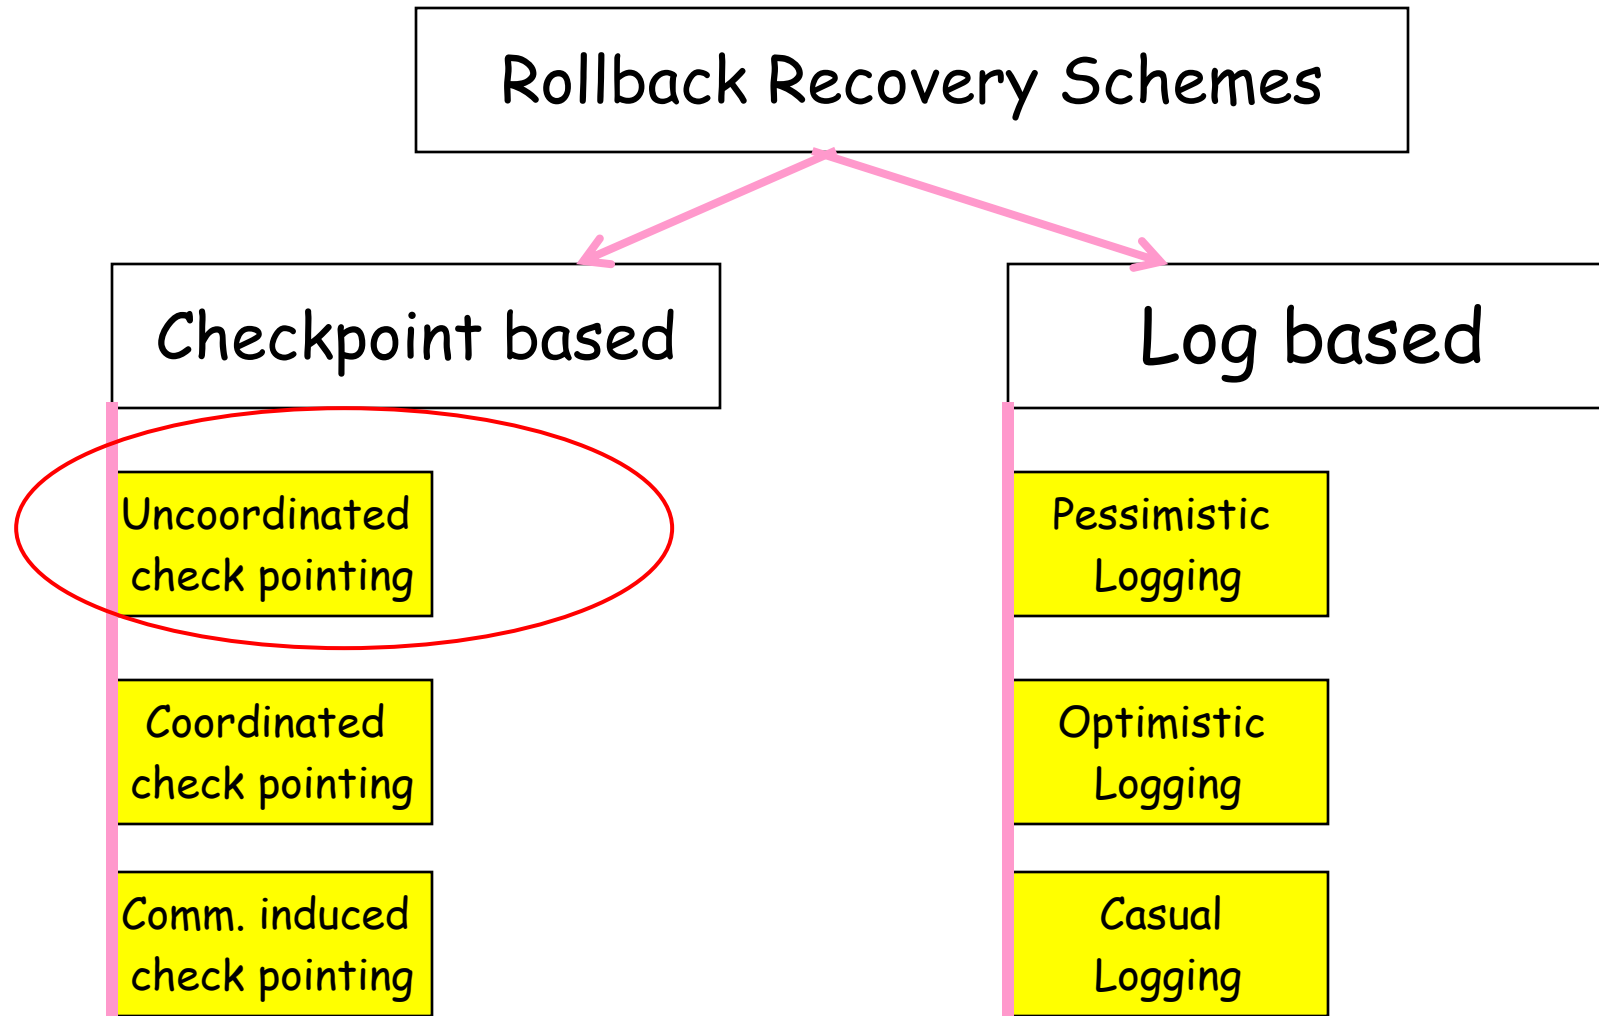 Rollback Recovery Schemes
Checkpoint based
Log based
Uncoordinated
check pointing
Pessimistic
Logging
Coordinated
check pointing
Optimistic
Logging
Comm. induced
check pointing
Casual
Logging